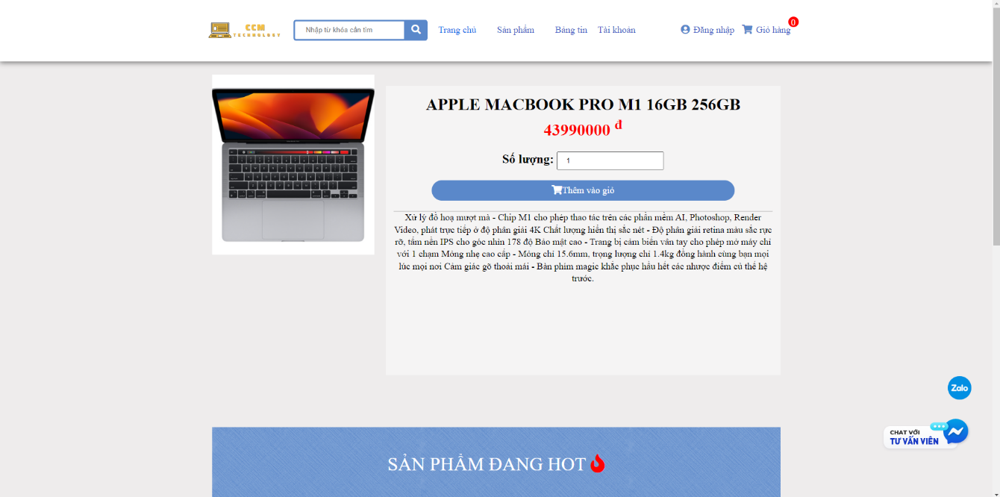 CCM
TECHNOLOGY
Nhập từ khóa cần tìm
Trang chủ
Sản phẩm
Bảng tin
Tài khoản
Đăng nhập
Giỏ hàng
0
APPLE MACBOOK PRO M1 16GB 256GB
43990000 đ
Số lượng: 1
Thêm vào giỏ
Xử lý đồ hoạ mượt mà - Chip M1 cho phép thao tác trên các phần mềm AI, Photoshop, Render
Video, phát trực tiếp ở độ phân giải 4K Chất lượng hiển thị sắc nét - Độ phân giải retina màu sắc rực
rỡ, tấm nền IPS cho góc nhìn 178 độ Bảo mật cao - Trang bị cảm biến vân tay cho phép mở máy chỉ
với 1 chạm Mỏng nhẹ cao cấp - Mỏng chỉ 15.6mm, trọng lượng chỉ 1.4kg đồng hành cùng bạn mọi
lúc mọi nơi Cảm giác gõ thoải mái - Bàn phím magic khắc phục hầu hết các nhược điểm củ thế hệ
trước.
Zalo
CHAT VỚI
TƯ VẤN VIÊN
SẢN PHẨM ĐANG HOT